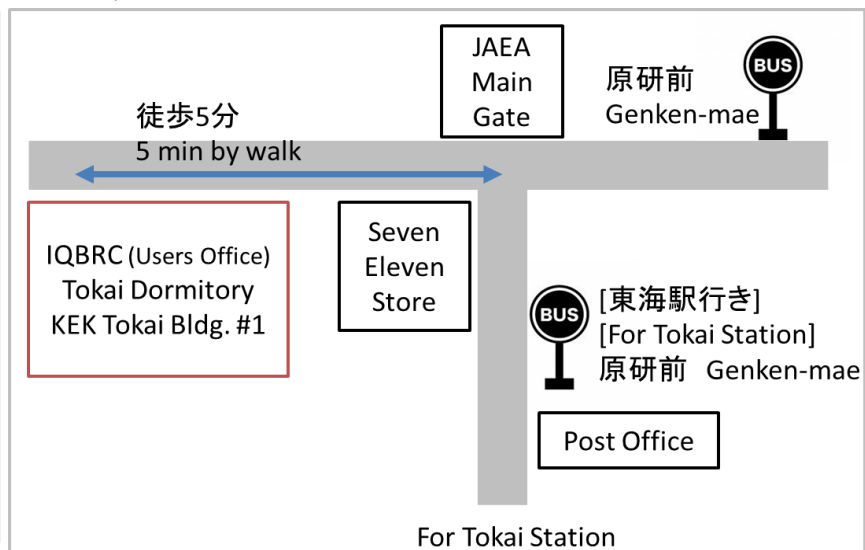 JAEA
Main
Gate
原研前
Genken-mae
BUS
徒歩5分
5 min by walk
IQBRC (Users Office)
Tokai Dormitory
KEK Tokai Bldg. #1
Seven
Eleven
Store
BUS
[東海駅行き]
[For Tokai Station]
原研前 Genken-mae
Post Office
For Tokai Station